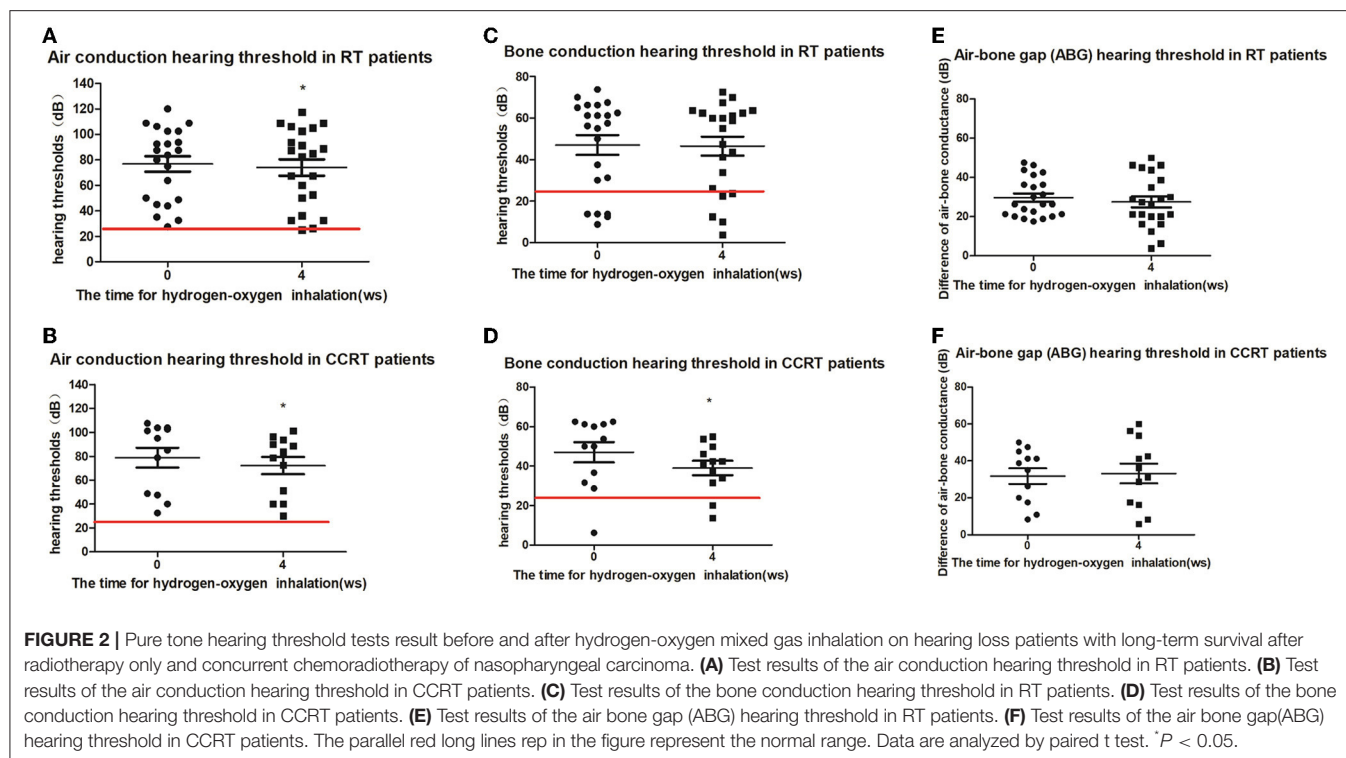 A
Air conduction hearing threshold in RT patients
hearing thresholds (dB)
140
120
100
80
60
40
20
0
*
0
4
The time for hydrogen-oxygen inhalation(ws)
C
Bone conduction hearing threshold in RT patients
hearing thresholds (dB)
80
60
40
20
0
0
4
The time for hydrogen-oxygen inhalation(ws)
E
Air-bone gap (ABG) hearing threshold in RT patients
Difference of air-bone conductance (dB)
80
60
40
20
0
0
4
The time for hydrogen-oxygen inhalation(ws)
B
Air conduction hearing threshold in CCRT patients
hearing thresholds (dB)
140
120
100
80
60
40
20
0
*
0
4
The time for hydrogen-oxygen inhalation(ws)
D
Bone conduction hearing threshold in CCRT patients
hearing thresholds (dB)
80
60
40
20
0
*
0
4
The time for hydrogen-oxygen inhalation(ws)
F
Air-bone gap (ABG) hearing threshold in CCRT patients
Difference of air-bone conductance (dB)
80
60
40
20
0
0
4
The time for hydrogen-oxygen inhalation(ws)
FIGURE 2 | Pure tone hearing threshold tests result before and after hydrogen-oxygen mixed gas inhalation on hearing loss patients with long-term survival after
radiotherapy only and concurrent chemoradiotherapy of nasopharyngeal carcinoma. (A) Test results of the air conduction hearing threshold in RT patients. (B) Test
results of the air conduction hearing threshold in CCRT patients. (C) Test results of the bone conduction hearing threshold in RT patients. (D) Test results of the bone
conduction hearing threshold in CCRT patients. (E) Test results of the air bone gap (ABG) hearing threshold in RT patients. (F) Test results of the air bone gap(ABG)
hearing threshold in CCRT patients. The parallel red long lines rep in the figure represent the normal range. Data are analyzed by paired t test. *P < 0.05.